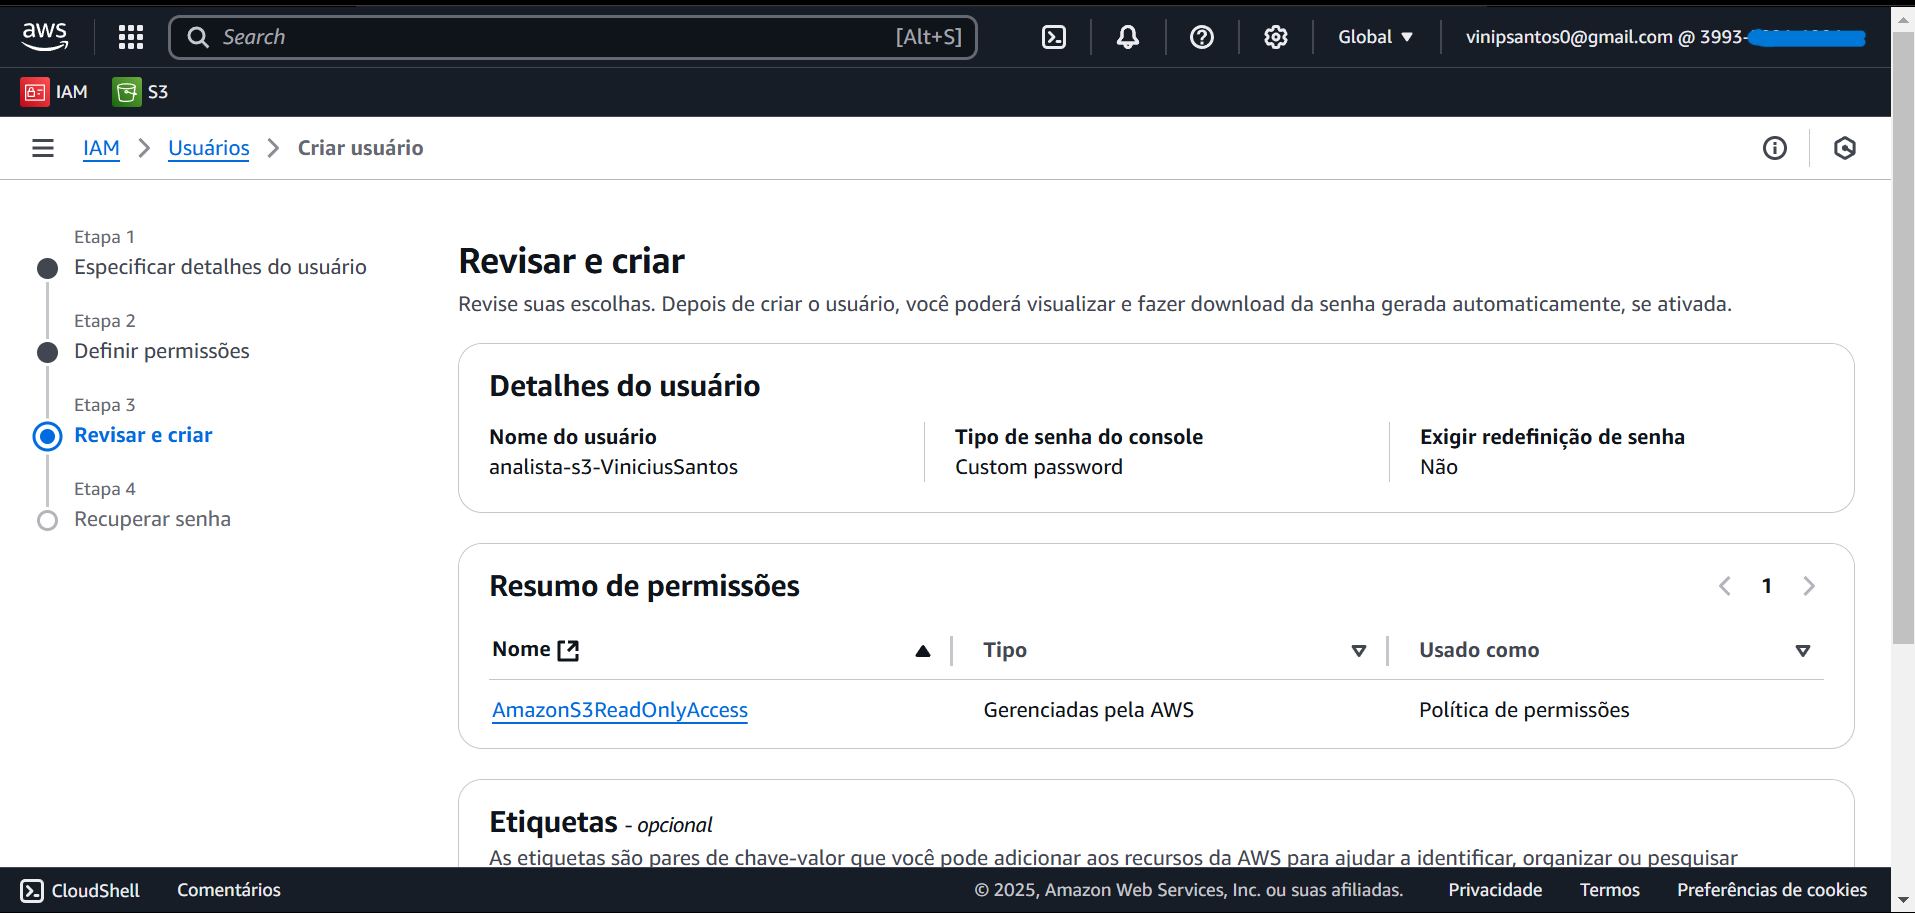 aws
Search [Alt+S]
Global
vinipsantos0@gmail.com @ 3993-
IAM
S3
IAM
Usuários
Criar usuário
Etapa 1
Especificar detalhes do usuário
Etapa 2
Definir permissões
Etapa 3
Revisar e criar
Etapa 4
Recuperar senha
Revisar e criar
Revise suas escolhas. Depois de criar o usuário, você poderá visualizar e fazer download da senha gerada automaticamente, se ativada.
Detalhes do usuário
Nome do usuário
analista-s3-ViniciusSantos
Tipo de senha do console
Custom password
Exigir redefinição de senha
Não
Resumo de permissões
1
Nome Tipo Usado como
AmazonS3ReadOnlyAccess Gerenciadas pela AWS Política de permissões
Etiquetas - opcional
As etiquetas são pares de chave-valor que você pode adicionar aos recursos da AWS para ajudar a identificar, organizar ou pesquisar
CloudShell
Comentários
© 2025, Amazon Web Services, Inc. ou suas afiliadas.
Privacidade
Termos
Preferências de cookies